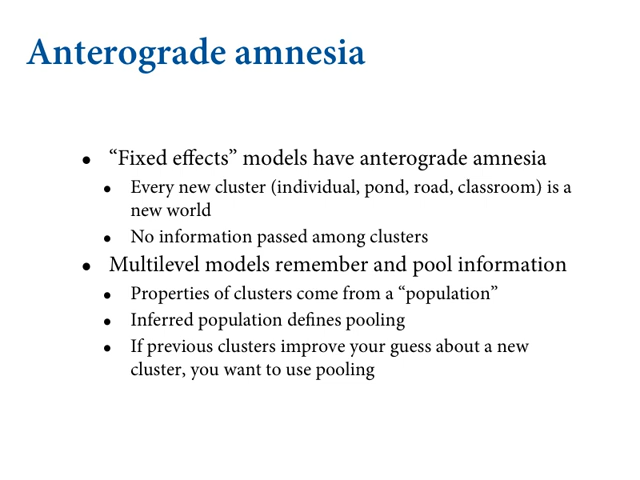 Anterograde amnesia
• “Fixed effects” models have anterograde amnesia
• Every new cluster (individual, pond, road, classroom) is a
new world
• No information passed among clusters
• Multilevel models remember and pool information
• Properties of clusters come from a “population”
• Inferred population defines pooling
• If previous clusters improve your guess about a new
cluster, you want to use pooling